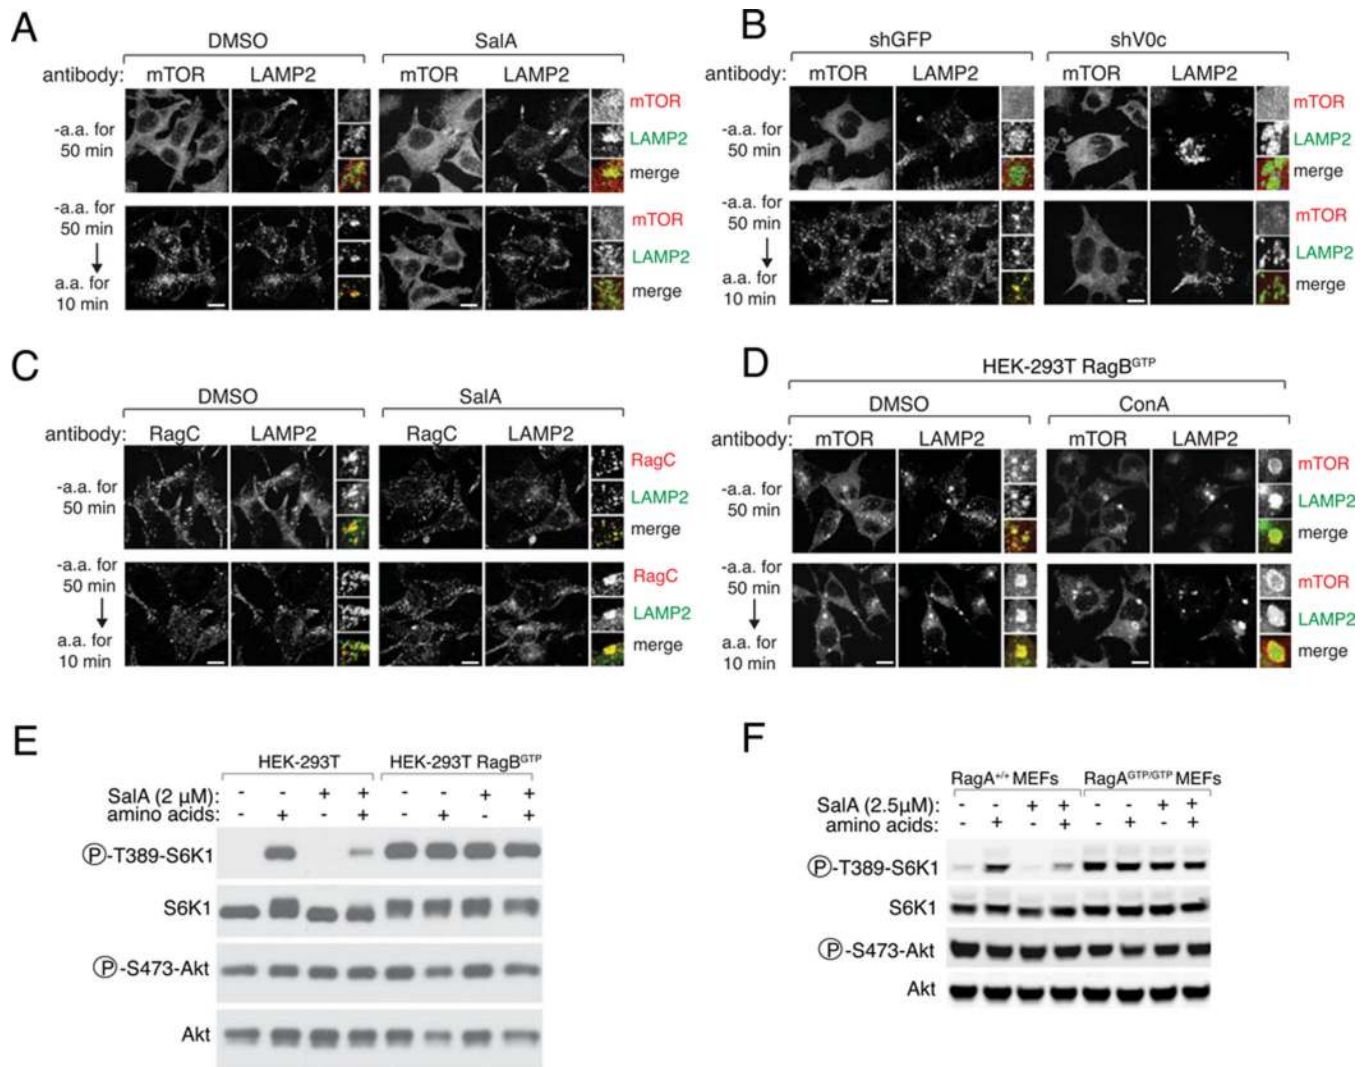 A
DMSO SalA
antibody: mTOR LAMP2 mTOR LAMP2
-a.a. for
50 min
mTOR
LAMP2
merge
-a.a. for
50 min
a.a. for
10 min
mTOR
LAMP2
merge
B
shGFP shV0c
antibody: mTOR LAMP2 mTOR LAMP2
-a.a. for
50 min
mTOR
LAMP2
merge
-a.a. for
50 min
a.a. for
10 min
mTOR
LAMP2
merge
C
DMSO SalA
antibody: RagC LAMP2 RagC LAMP2
-a.a. for
50 min
RagC
LAMP2
merge
-a.a. for
50 min
a.a. for
10 min
RagC
LAMP2
merge
D
HEK-293T RagB^GTP
DMSO ConA
antibody: mTOR LAMP2 mTOR LAMP2
-a.a. for
50 min
mTOR
LAMP2
merge
-a.a. for
50 min
a.a. for
10 min
mTOR
LAMP2
merge
E
HEK-293T HEK-293T RagB^GTP
SalA (2 µM): - - + + - - + +
amino acids: - + - + - + - +
Ⓟ-T389-S6K1
S6K1
Ⓟ-S473-Akt
Akt
F
RagA^+/+ MEFs RagA^GTP/GTP MEFs
SalA (2.5µM): - - + + - - + +
amino acids: - + - + - + - +
Ⓟ-T389-S6K1
S6K1
Ⓟ-S473-Akt
Akt